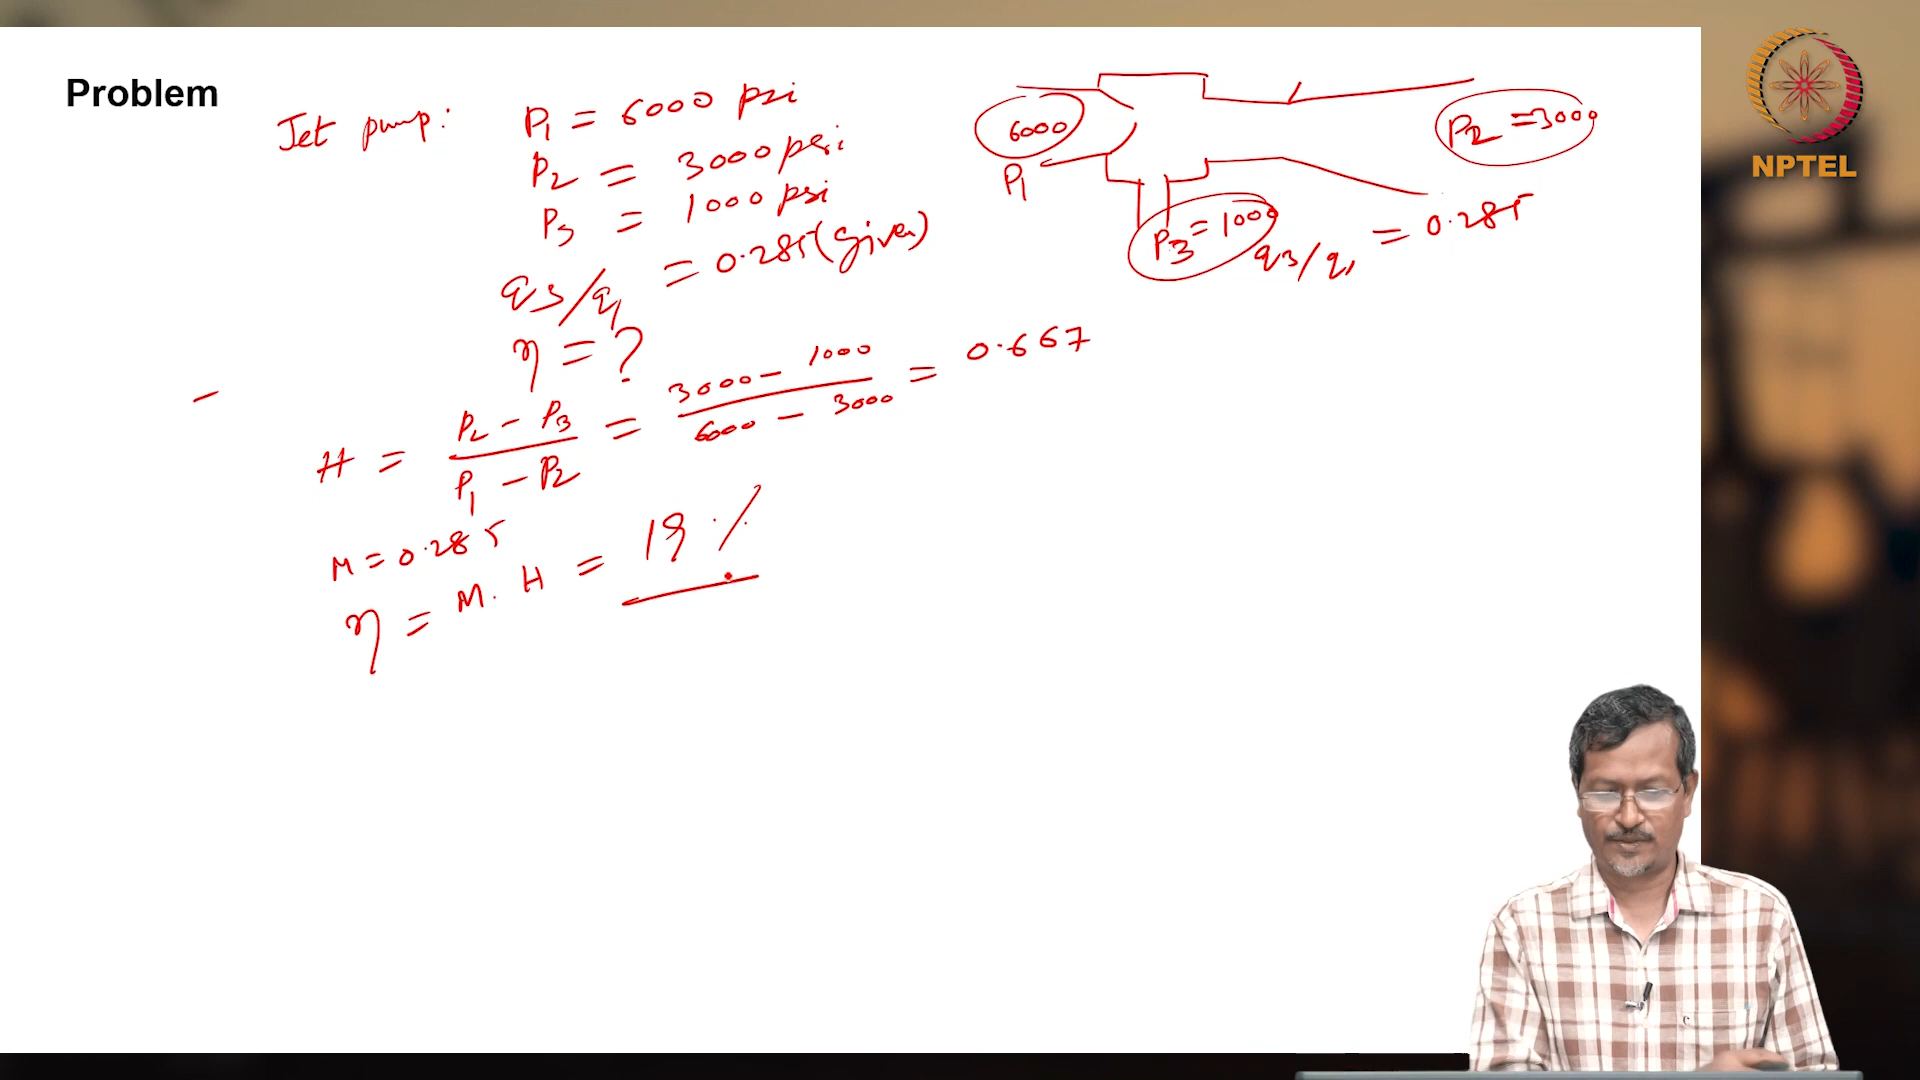 Problem
Jet pump: P1 = 6000 psi
P2 = 3000 psi
P3 = 1000 psi
q3/q1 = 0.285 (Given)
η = ?
H = P2 - P3 / P1 - P2 = 3000 - 1000 / 6000 - 3000 = 0.667
M = 0.285
η = M. H = 19 %
6000
P1
P2 = 3000
P3 = 1000
q3/q1 = 0.285
NPTEL